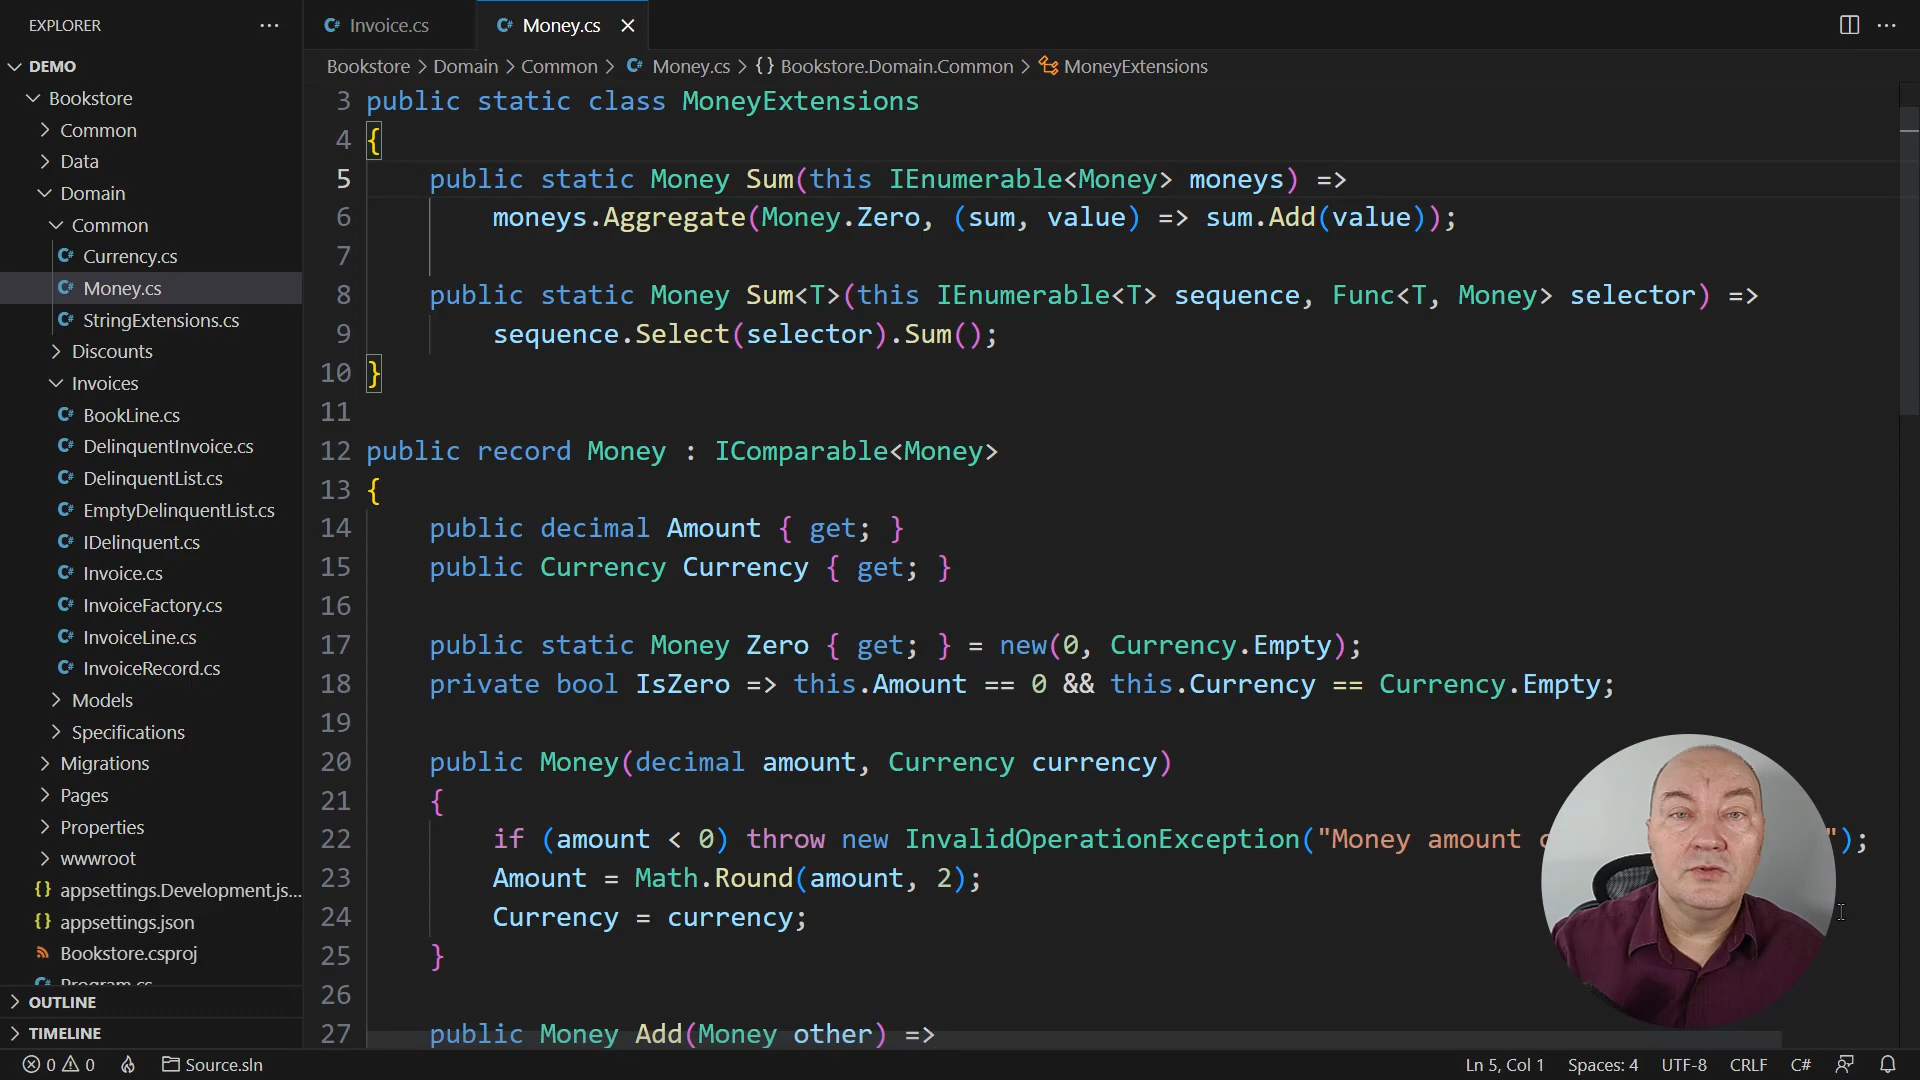 EXPLORER
Invoice.cs
Money.cs
DEMO
Bookstore
Common
Data
Domain
Common
Currency.cs
Money.cs
StringExtensions.cs
Discounts
Invoices
BookLine.cs
DelinquentInvoice.cs
DelinquentList.cs
EmptyDelinquentList.cs
IDelinquent.cs
Invoice.cs
InvoiceFactory.cs
InvoiceLine.cs
InvoiceRecord.cs
Models
Specifications
Migrations
Pages
Properties
wwwroot
appsettings.Development.js...
appsettings.json
Bookstore.csproj
Program.cs
OUTLINE
TIMELINE
Bookstore > Domain > Common > C# Money.cs > {} Bookstore.Domain.Common > MoneyExtensions
3 public static class MoneyExtensions
4 {
5 public static Money Sum(this IEnumerable<Money> moneys) =>
6 moneys.Aggregate(Money.Zero, (sum, value) => sum.Add(value));
7
8 public static Money Sum<T>(this IEnumerable<T> sequence, Func<T, Money> selector) =>
9 sequence.Select(selector).Sum();
10 }
11
12 public record Money : IComparable<Money>
13 {
14 public decimal Amount { get; }
15 public Currency Currency { get; }
16
17 public static Money Zero { get; } = new(0, Currency.Empty);
18 private bool IsZero => this.Amount == 0 && this.Currency == Currency.Empty;
19
20 public Money(decimal amount, Currency currency)
21 {
22 if (amount < 0) throw new InvalidOperationException("Money amount ");
23 Amount = Math.Round(amount, 2);
24 Currency = currency;
25 }
26
27 public Money Add(Money other) =>
0 0 Source.sln Ln 5, Col 1 Spaces: 4 UTF-8 CRLF C#